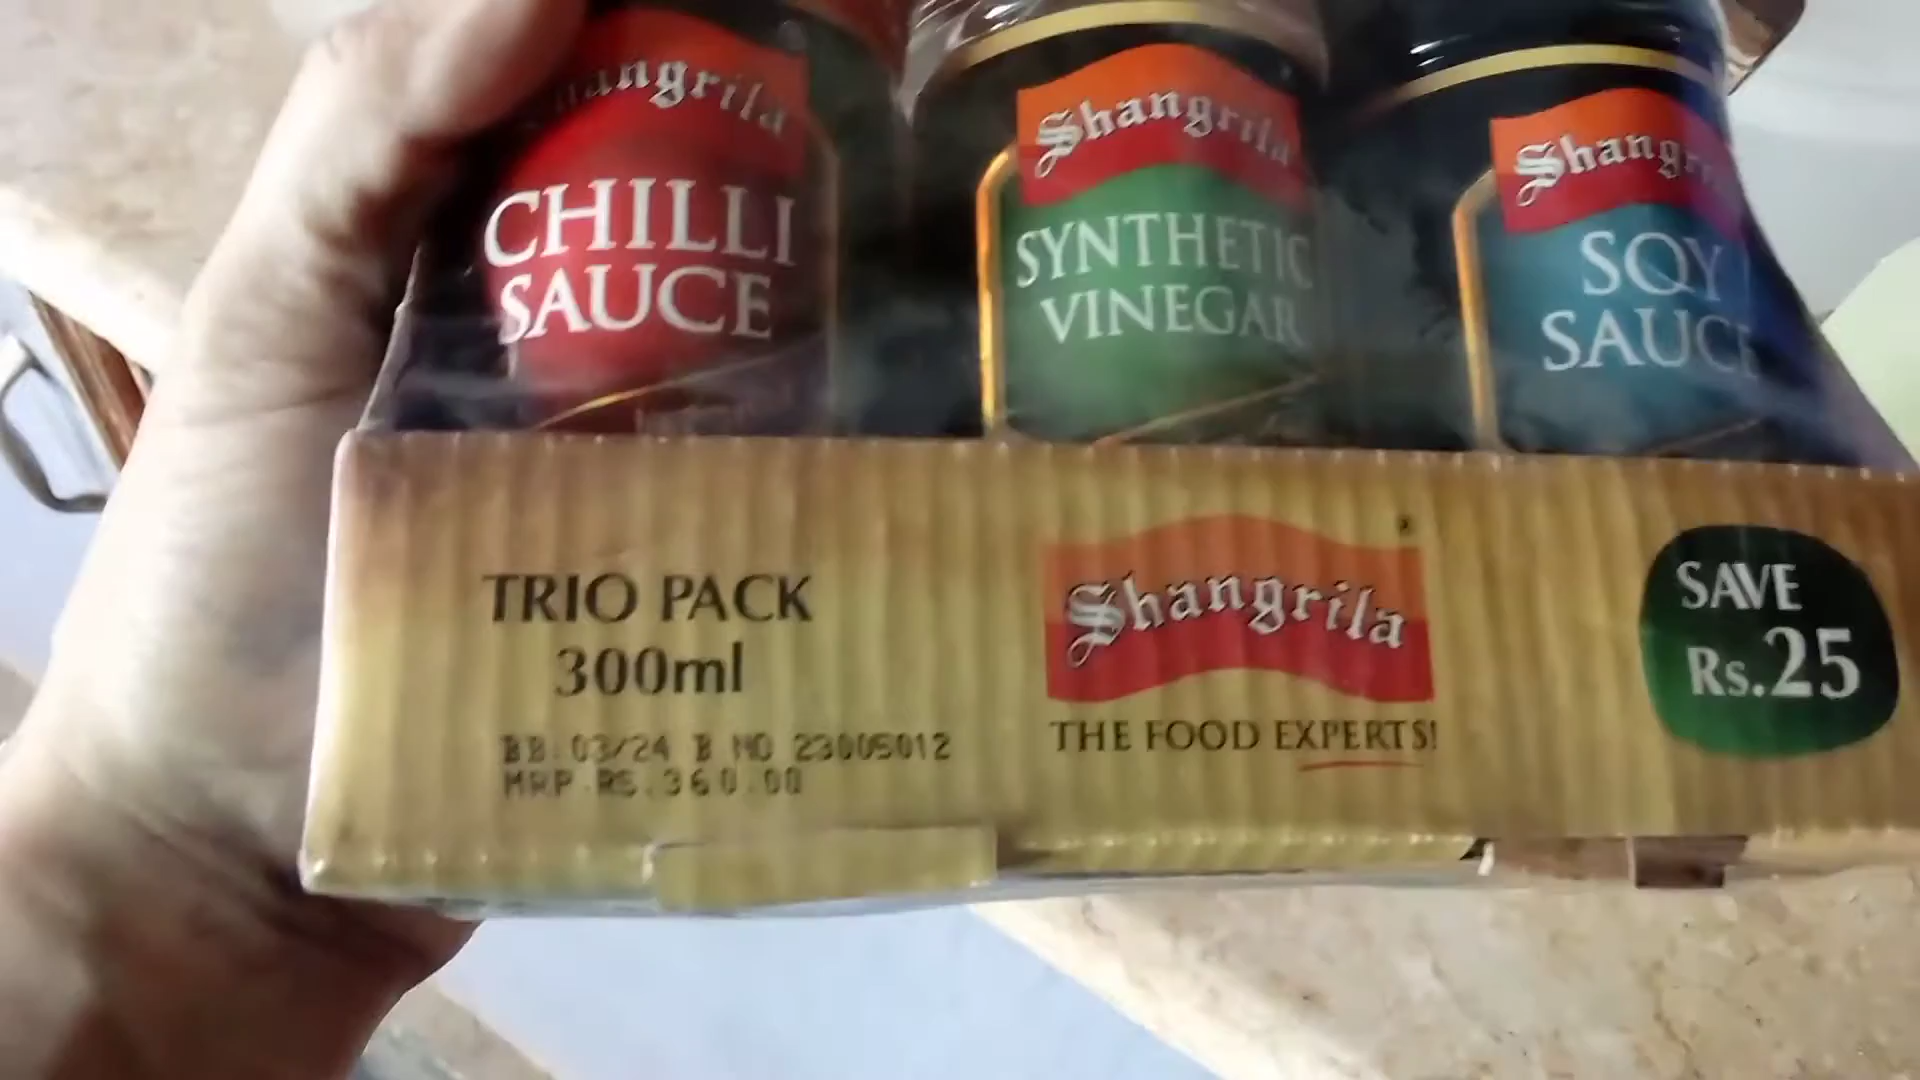 Shangrila
CHILLI
SAUCE
Shangrila
SYNTHETIC
VINEGAR
Shangrila
SOY
SAUCE
TRIO PACK
300ml
BB 03/24 B NO 23005012
MRP RS.360.00
Shangrila
THE FOOD EXPERTS!
SAVE
Rs.25